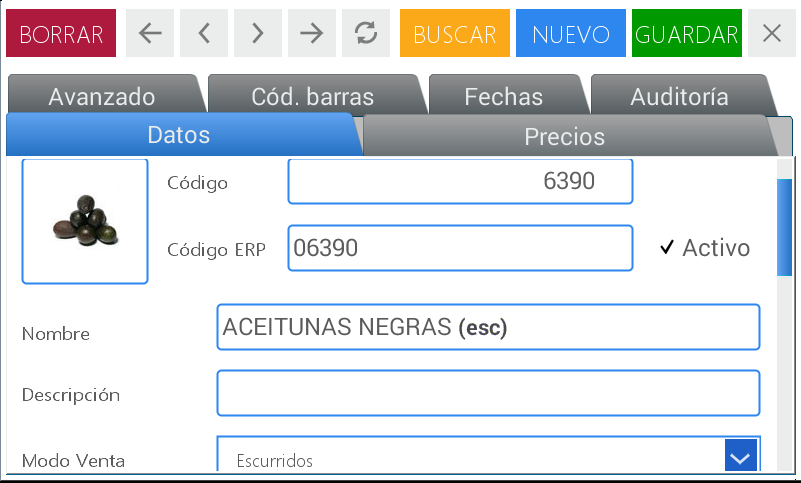 BORRAR
BUSCAR
NUEVO
GUARDAR
Avanzado
Cód. barras
Fechas
Auditoría
Datos
Precios
Código
6390
Código ERP
06390
Activo
Nombre
ACEITUNAS NEGRAS (esc)
Descripción
Modo Venta
Escurridos